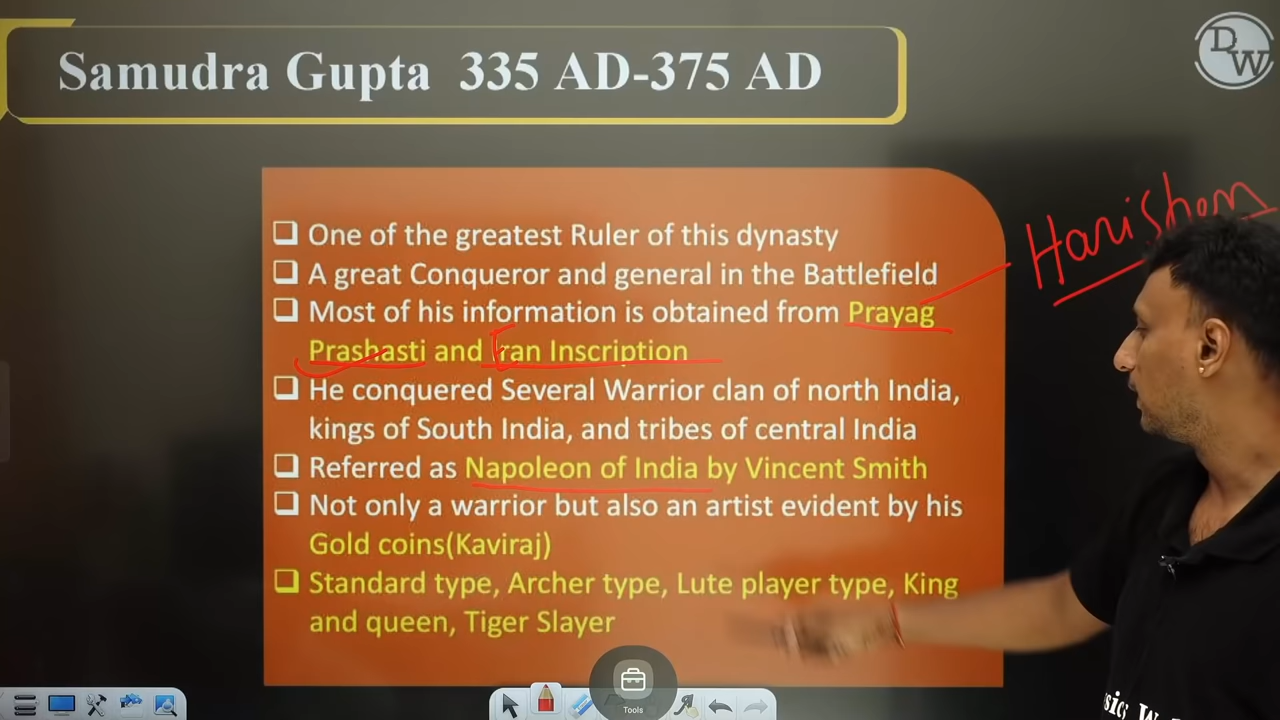 Samudra Gupta 335 AD-375 AD
DW
Harishen
One of the greatest Ruler of this dynasty
A great Conqueror and general in the Battlefield
Most of his information is obtained from Prayag
Prashasti and Eran Inscription
He conquered Several Warrior clan of north India,
kings of South India, and tribes of central India
Referred as Napoleon of India by Vincent Smith
Not only a warrior but also an artist evident by his
Gold coins(Kaviraj)
Standard type, Archer type, Lute player type, King
and queen, Tiger Slayer
Tools